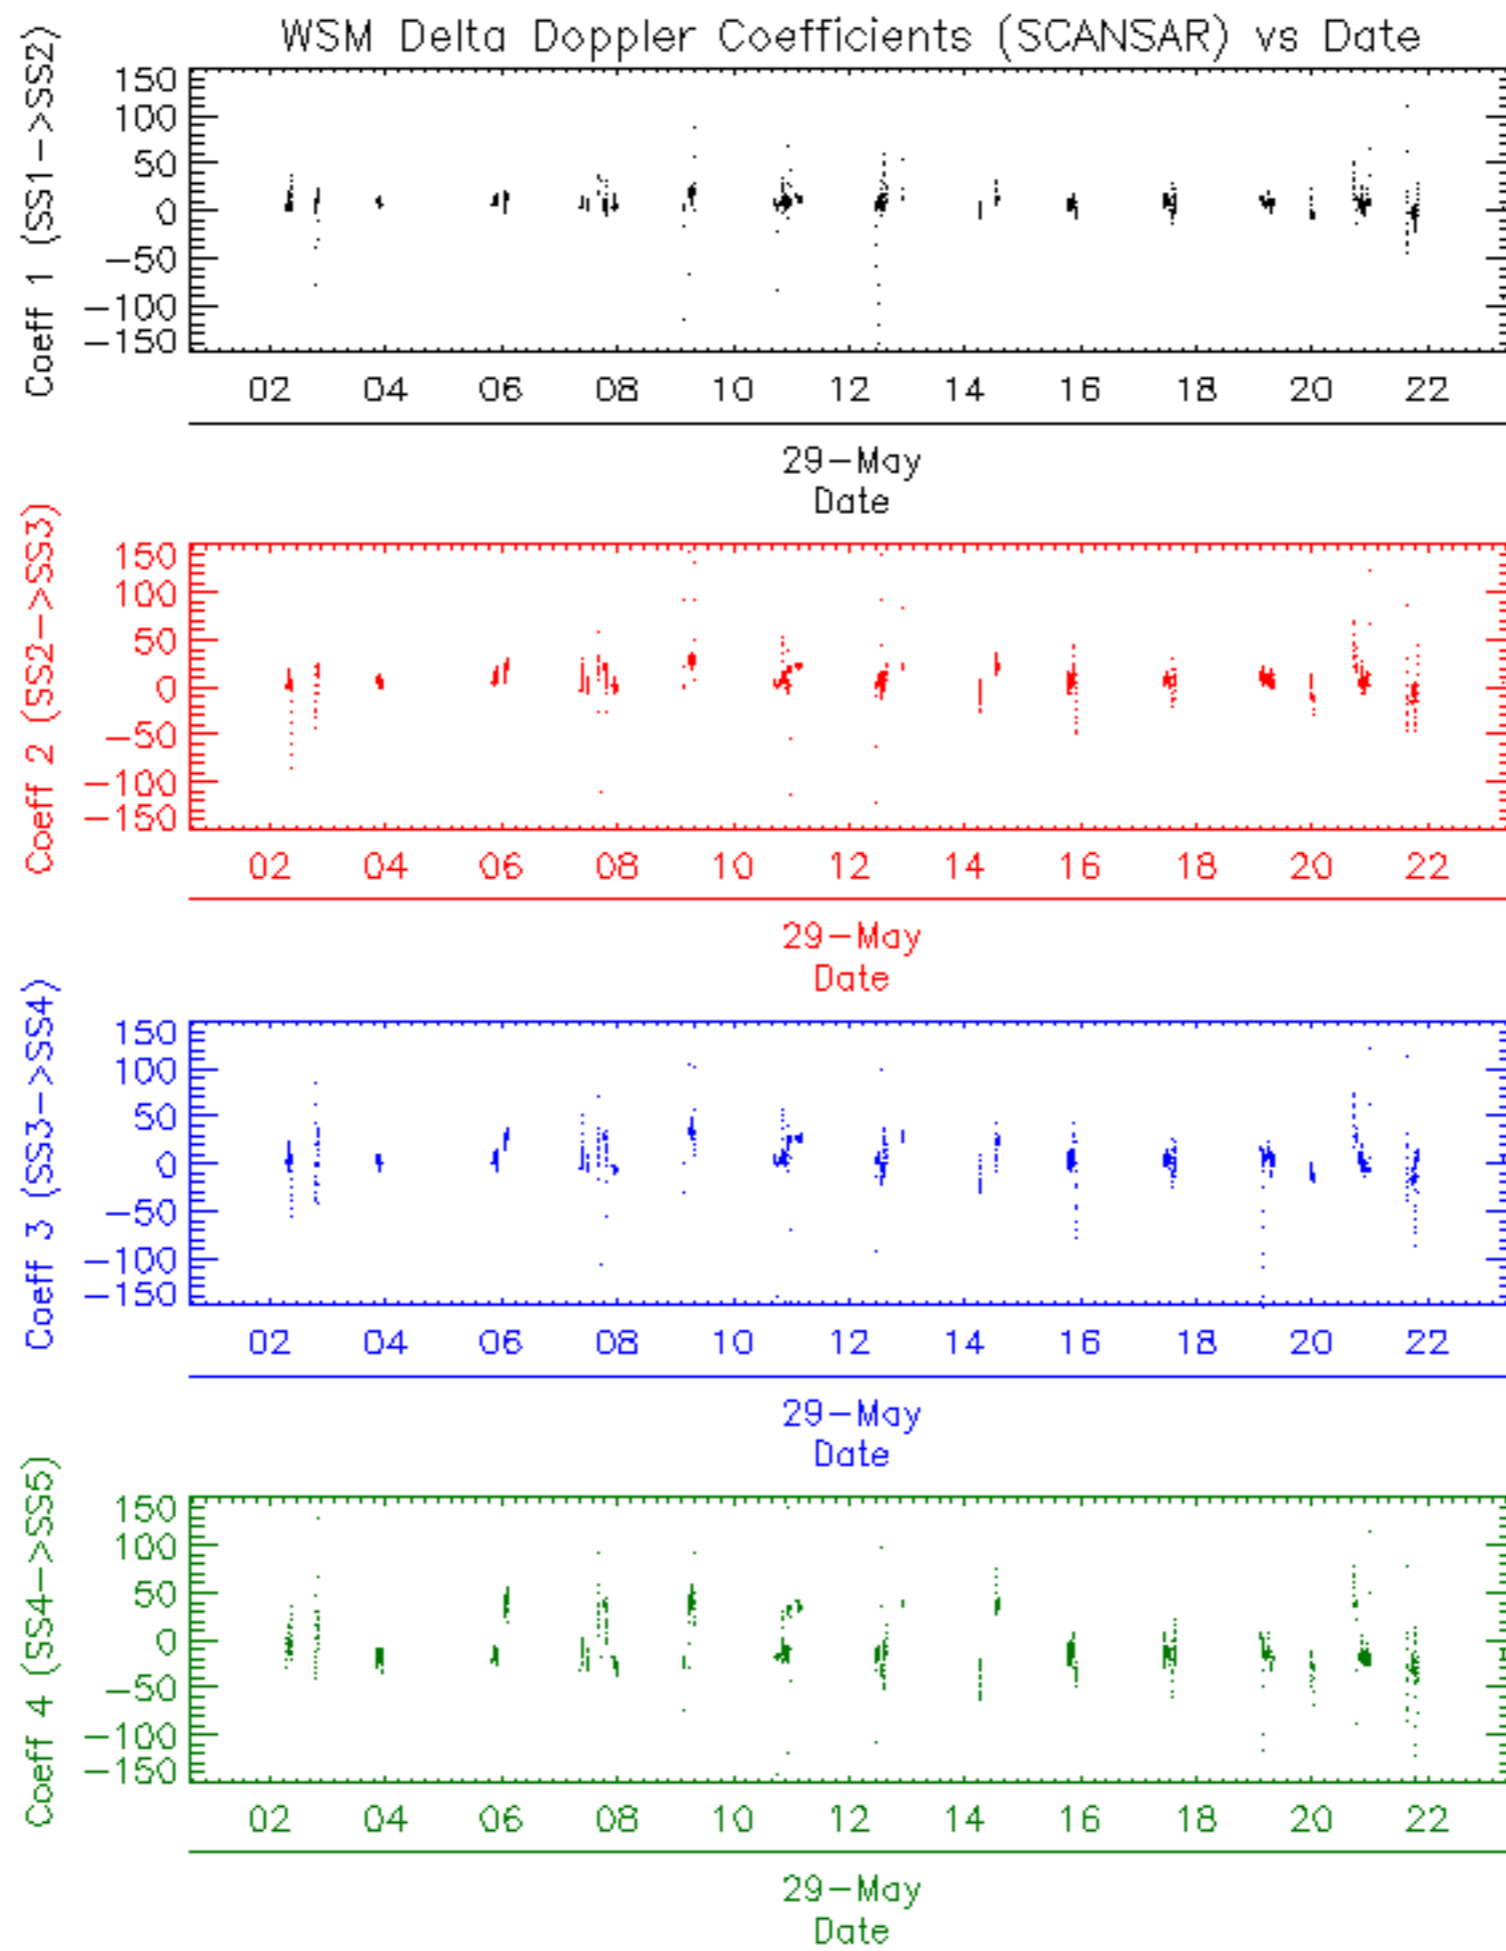 WSM Delta Doppler Coefficients (SCANSAR) vs Date
Coeff 1 (SS1->SS2)
150
100
50
0
-50
-100
-150
02 04 06 08 10 12 14 16 18 20 22
29-May
Date
Coeff 2 (SS2->SS3)
150
100
50
0
-50
-100
-150
02 04 06 08 10 12 14 16 18 20 22
29-May
Date
Coeff 3 (SS3->SS4)
150
100
50
0
-50
-100
-150
02 04 06 08 10 12 14 16 18 20 22
29-May
Date
Coeff 4 (SS4->SS5)
150
100
50
0
-50
-100
-150
02 04 06 08 10 12 14 16 18 20 22
29-May
Date